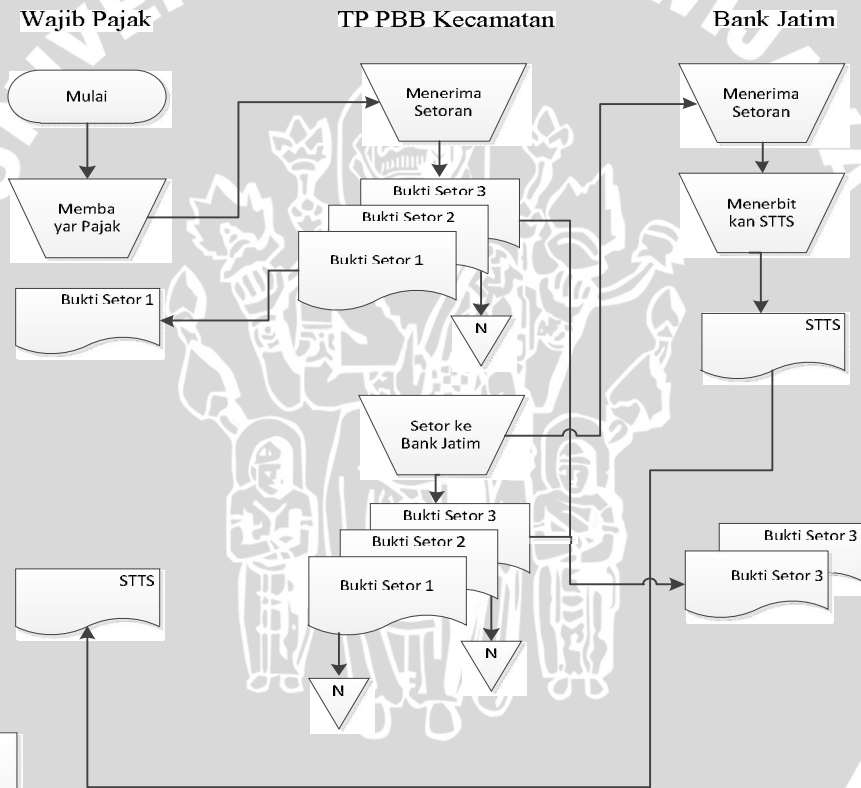 Wajib Pajak
TP PBB Kecamatan
Bank Jatim
Mulai
Memba
yar Pajak
Bukti Setor 1
STTS
Menerima
Setoran
Bukti Setor 3
Bukti Setor 2
Bukti Setor 1
N
Setor ke
Bank Jatim
Bukti Setor 3
Bukti Setor 2
Bukti Setor 1
N
N
Menerima
Setoran
Menerbit
kan STTS
STTS
Bukti Setor 3
Bukti Setor 3